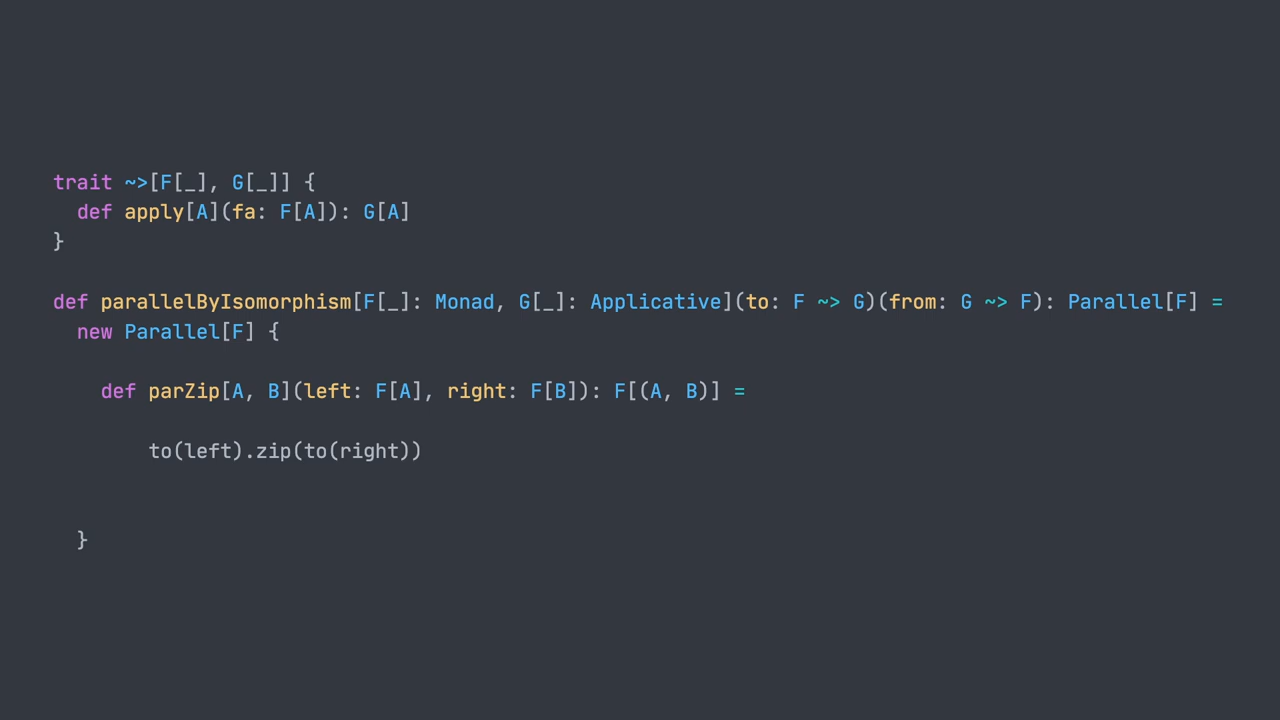 trait ~>[F[_], G[_]] {
  def apply[A](fa: F[A]): G[A]
}
def parallelByIsomorphism[F[_]: Monad, G[_]: Applicative](to: F ~> G)(from: G ~> F): Parallel[F] =
  new Parallel[F] {
    def parZip[A, B](left: F[A], right: F[B]): F[(A, B)] =
        to(left).zip(to(right))
  }